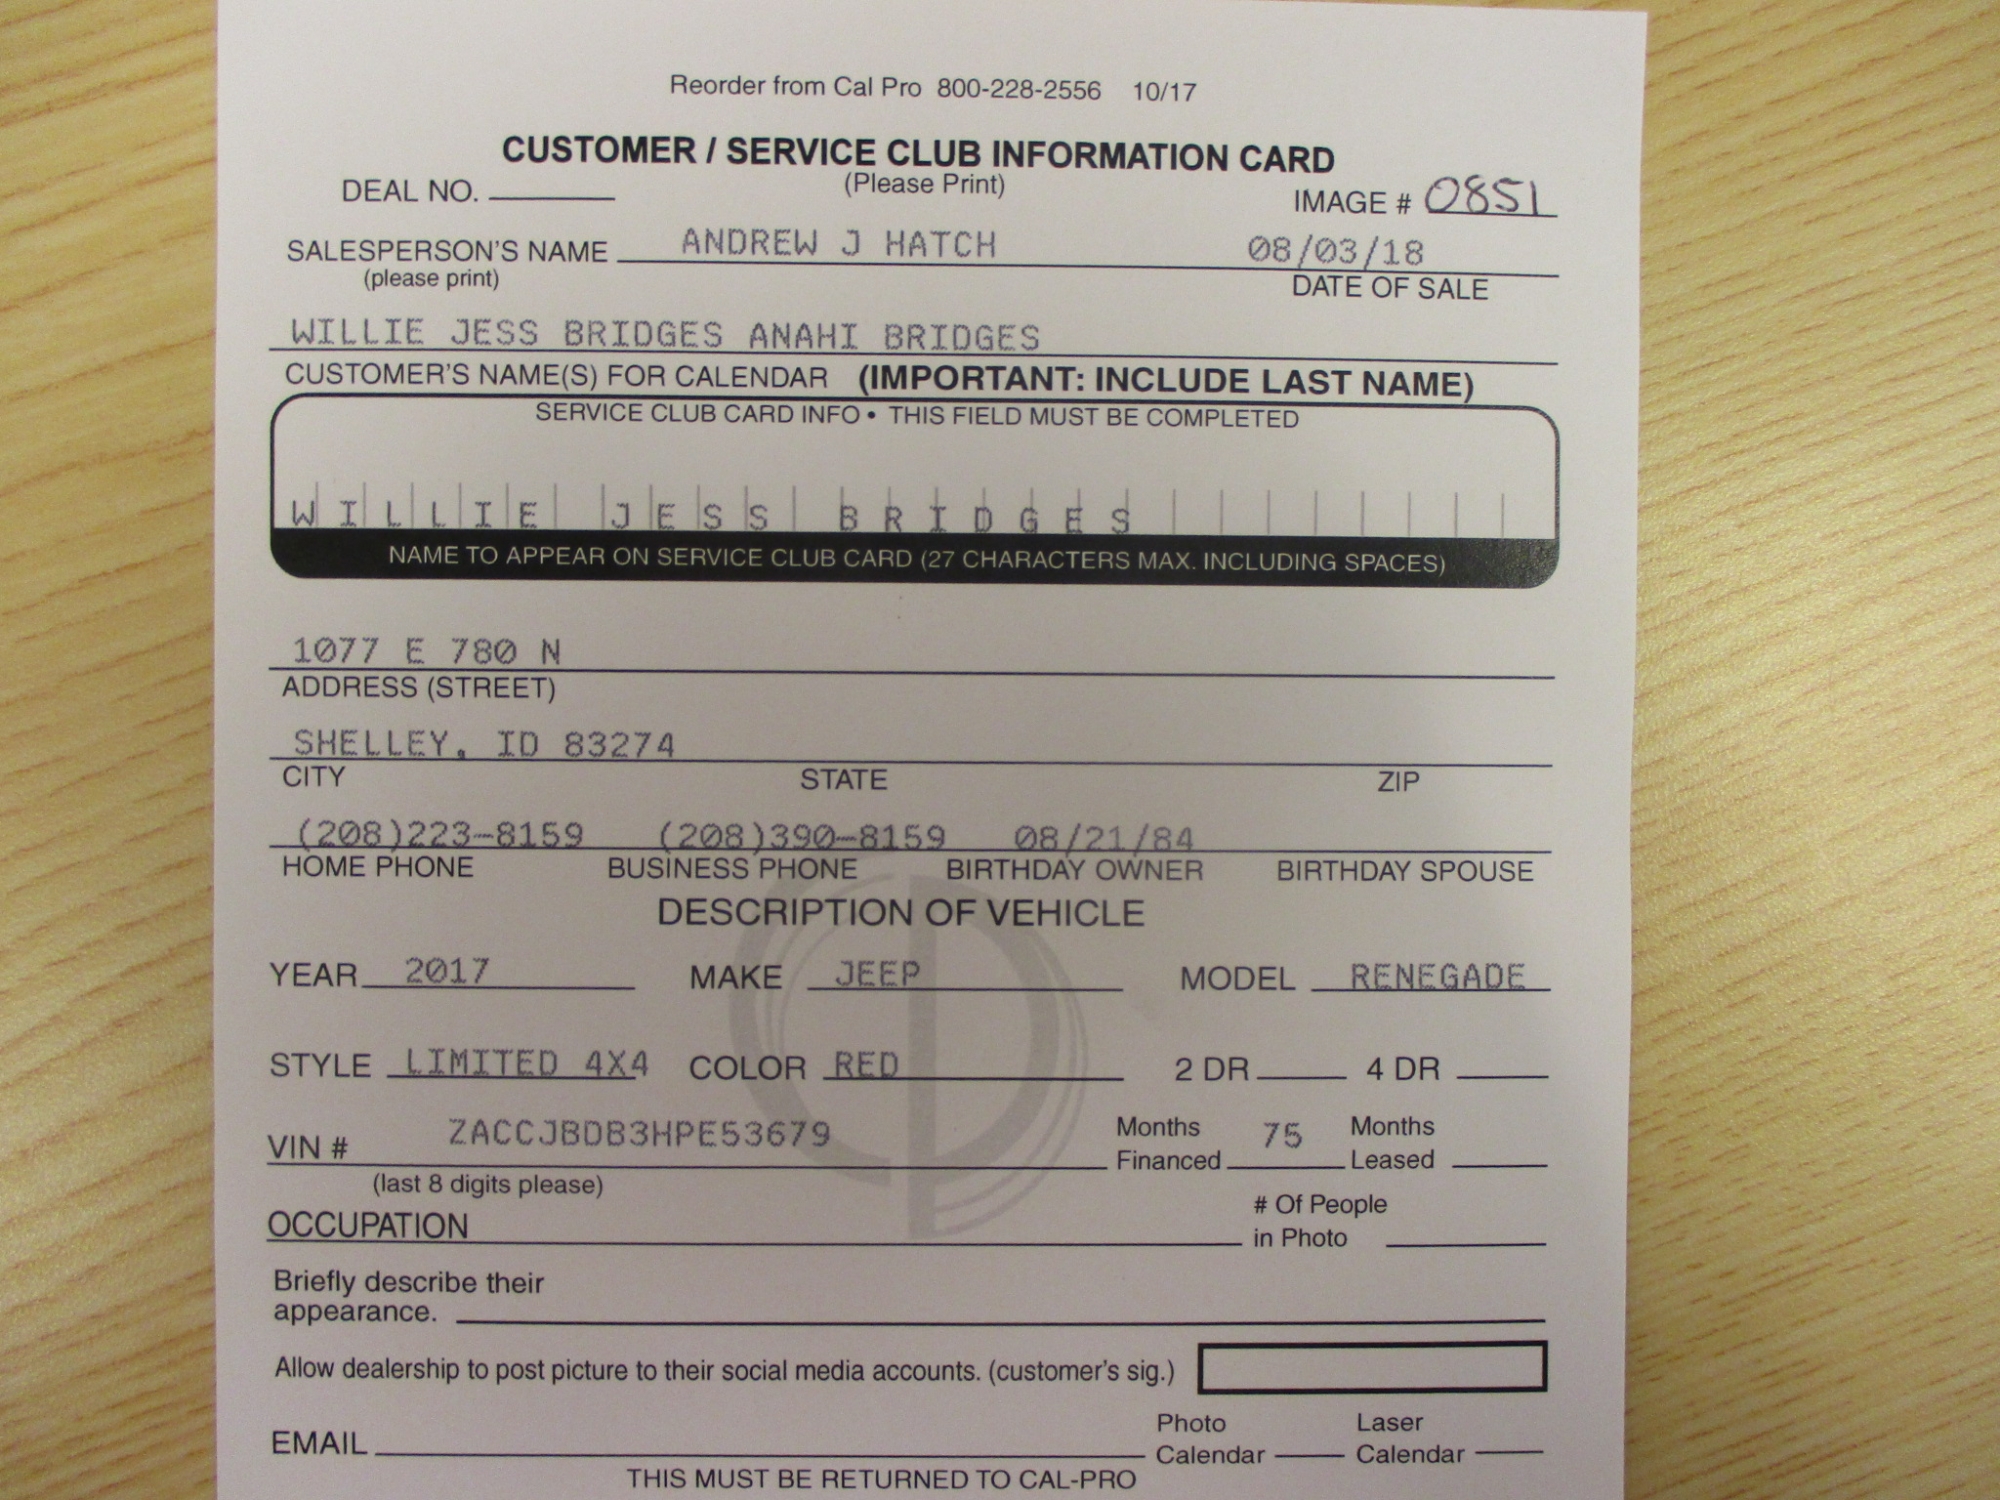 Reorder from Cal Pro 800-228-2556 10/17
CUSTOMER / SERVICE CLUB INFORMATION CARD
DEAL NO. (Please Print) IMAGE # 0851
SALESPERSON'S NAME ANDREW J HATCH 08/03/18
(please print) DATE OF SALE
WILLIE JESS BRIDGES ANAHI BRIDGES
CUSTOMER'S NAME(S) FOR CALENDAR (IMPORTANT: INCLUDE LAST NAME)
SERVICE CLUB CARD INFO • THIS FIELD MUST BE COMPLETED
WILLIE JESS BRIDGES
NAME TO APPEAR ON SERVICE CLUB CARD (27 CHARACTERS MAX. INCLUDING SPACES)
1077 E 780 N
ADDRESS (STREET)
SHELLEY, ID 83274
CITY STATE ZIP
(208)223-8159 (208)390-8159 08/21/84
HOME PHONE BUSINESS PHONE BIRTHDAY OWNER BIRTHDAY SPOUSE
DESCRIPTION OF VEHICLE
YEAR 2017 MAKE JEEP MODEL RENEGADE
STYLE LIMITED 4X4 COLOR RED 2 DR 4 DR
VIN # ZACCJBDB3HPE53679 Months Financed 75 Months Leased
(last 8 digits please)
OCCUPATION # Of People in Photo
Briefly describe their
appearance.
Allow dealership to post picture to their social media accounts. (customer's sig.)
EMAIL Photo Calendar Laser Calendar
THIS MUST BE RETURNED TO CAL-PRO